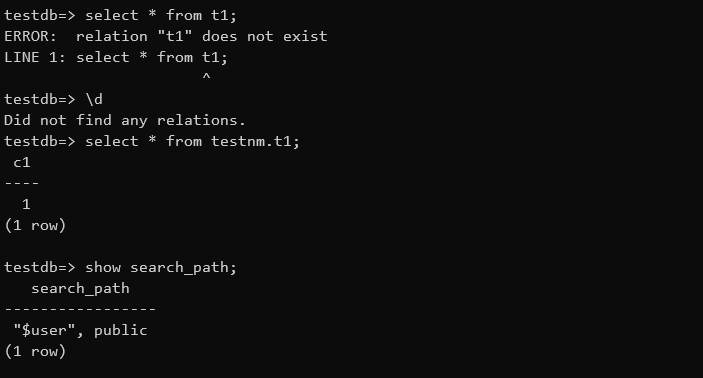 testdb=> select * from t1;
ERROR:  relation "t1" does not exist
LINE 1: select * from t1;
                      ^
testdb=> \d
Did not find any relations.
testdb=> select * from testnm.t1;
 c1
----
  1
(1 row)

testdb=> show search_path;
   search_path
-----------------
 "$user", public
(1 row)